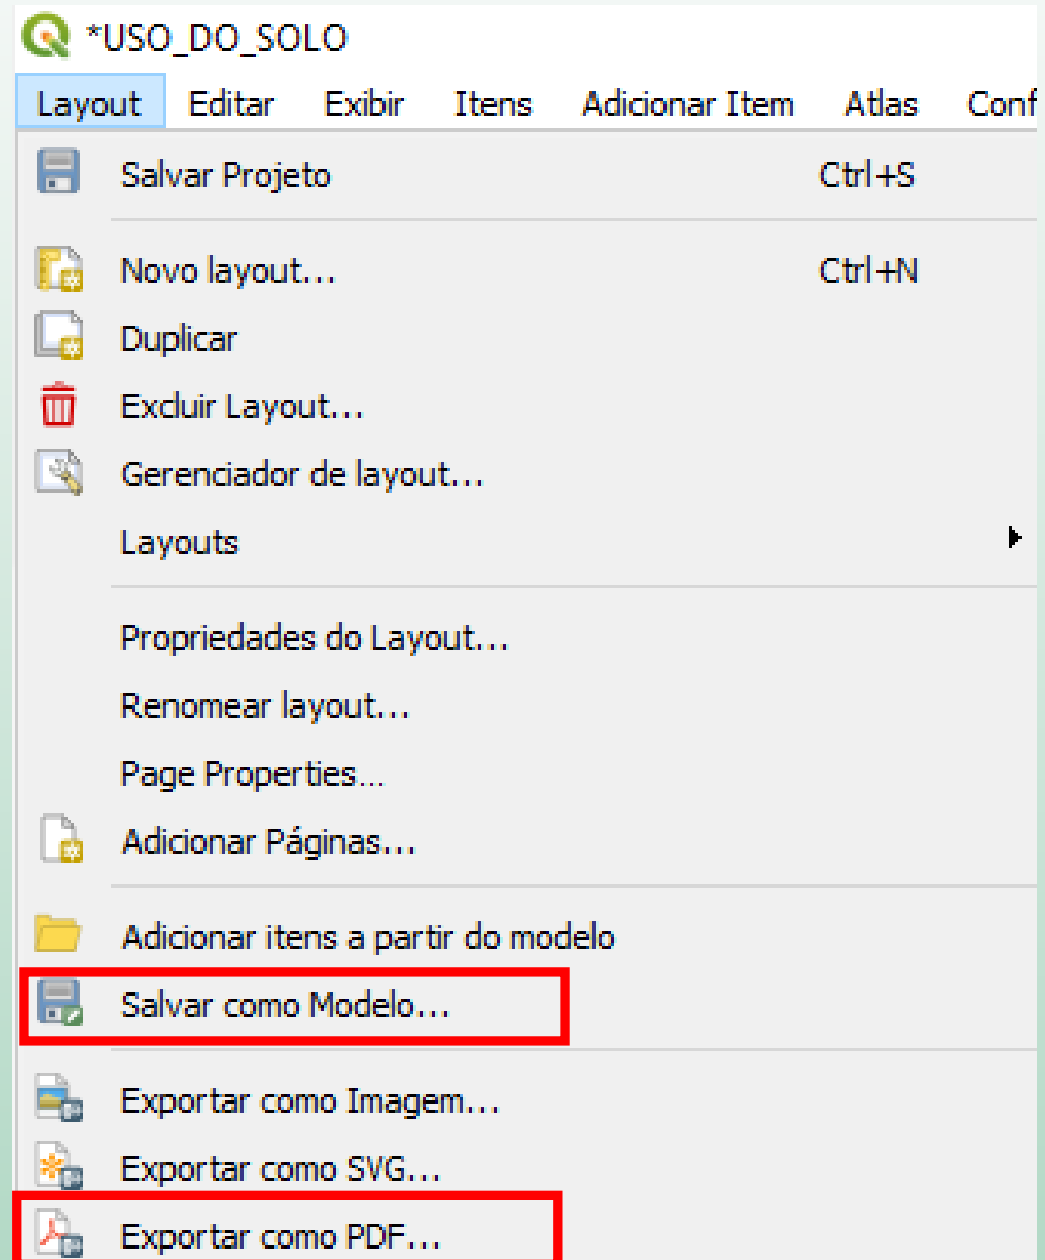 *USO_DO_SOLO
Layout Editar Exibir Itens Adicionar Item Atlas Conf
Salvar Projeto Ctrl+S
Novo layout... Ctrl+N
Duplicar
Excluir Layout...
Gerenciador de layout...
Layouts
Propriedades do Layout...
Renomear layout...
Page Properties...
Adicionar Páginas...
Adicionar itens a partir do modelo
Salvar como Modelo...
Exportar como Imagem...
Exportar como SVG...
Exportar como PDF...